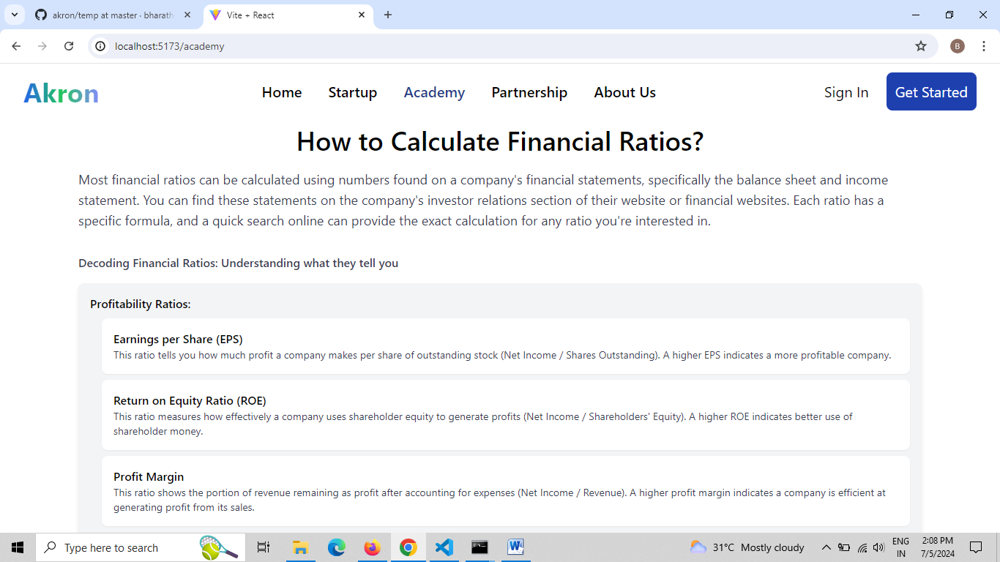 akron/temp at master · bharath
Vite + React
localhost:5173/academy
B
Akron
Home
Startup
Academy
Partnership
About Us
Sign In
Get Started
How to Calculate Financial Ratios?
Most financial ratios can be calculated using numbers found on a company's financial statements, specifically the balance sheet and income
statement. You can find these statements on the company's investor relations section of their website or financial websites. Each ratio has a
specific formula, and a quick search online can provide the exact calculation for any ratio you're interested in.
Decoding Financial Ratios: Understanding what they tell you
Profitability Ratios:
Earnings per Share (EPS)
This ratio tells you how much profit a company makes per share of outstanding stock (Net Income / Shares Outstanding). A higher EPS indicates a more profitable company.
Return on Equity Ratio (ROE)
This ratio measures how effectively a company uses shareholder equity to generate profits (Net Income / Shareholders' Equity). A higher ROE indicates better use of
shareholder money.
Profit Margin
This ratio shows the portion of revenue remaining as profit after accounting for expenses (Net Income / Revenue). A higher profit margin indicates a company is efficient at
generating profit from its sales.
Type here to search
31°C Mostly cloudy
ENG
IN
2:08 PM
7/5/2024